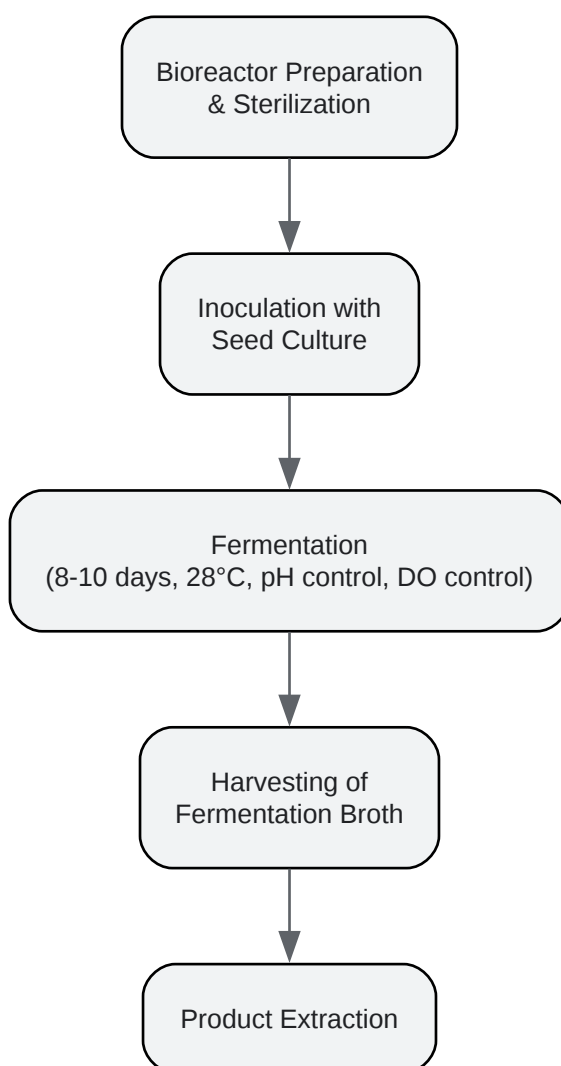 Bioreactor Preparation
& Sterilization
Inoculation with
Seed Culture
Fermentation
(8-10 days, 28°C, pH control, DO control)
Harvesting of
Fermentation Broth
Product Extraction